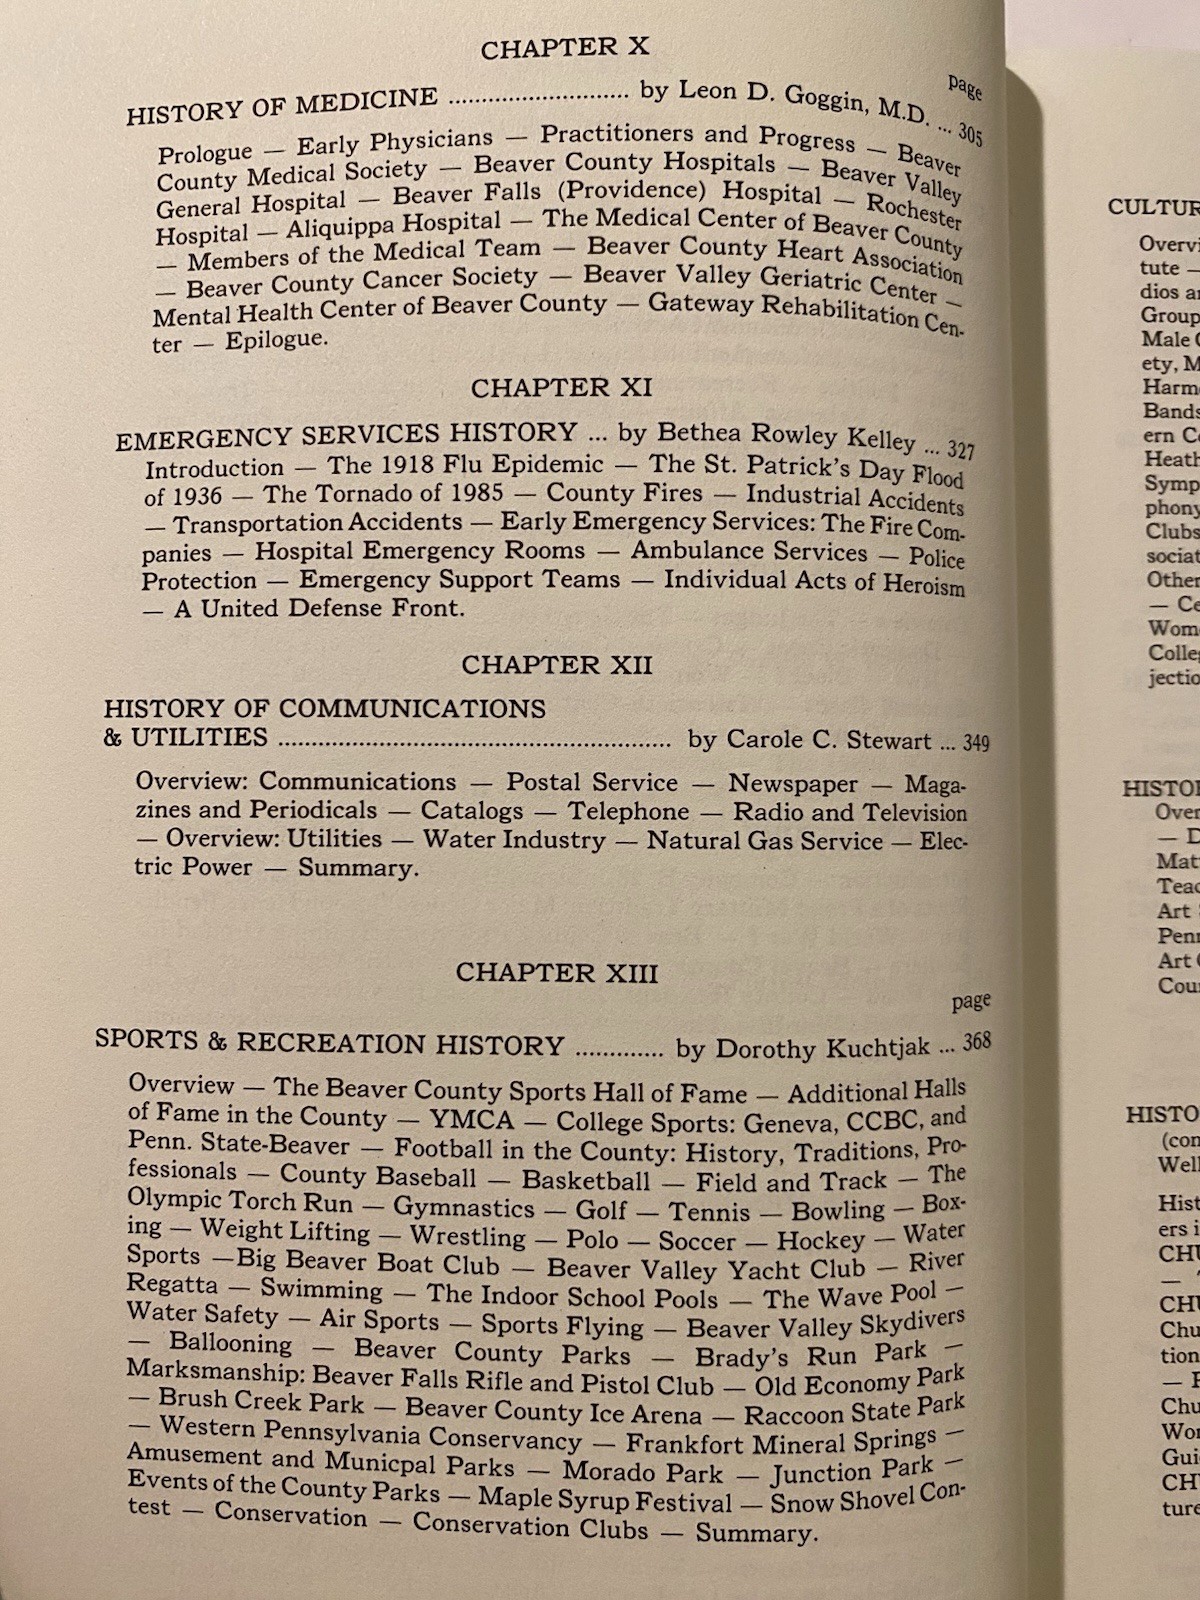 CHAPTER X
page
HISTORY OF MEDICINE ........................... by Leon D. Goggin, M.D. ... 305
Prologue — Early Physicians — Practitioners and Progress — Beaver
County Medical Society — Beaver County Hospitals — Beaver Valley
General Hospital — Beaver Falls (Providence) Hospital — Rochester
Hospital — Aliquippa Hospital — The Medical Center of Beaver County
— Members of the Medical Team — Beaver County Heart Association
— Beaver County Cancer Society — Beaver Valley Geriatric Center —
Mental Health Center of Beaver County — Gateway Rehabilitation Cen-
ter — Epilogue.
CHAPTER XI
EMERGENCY SERVICES HISTORY ... by Bethea Rowley Kelley ... 327
Introduction — The 1918 Flu Epidemic — The St. Patrick's Day Flood
of 1936 — The Tornado of 1985 — County Fires — Industrial Accidents
— Transportation Accidents — Early Emergency Services: The Fire Com-
panies — Hospital Emergency Rooms — Ambulance Services — Police
Protection — Emergency Support Teams — Individual Acts of Heroism
— A United Defense Front.
CHAPTER XII
HISTORY OF COMMUNICATIONS
& UTILITIES ........................................................... by Carole C. Stewart ... 349
Overview: Communications — Postal Service — Newspaper — Maga-
zines and Periodicals — Catalogs — Telephone — Radio and Television
— Overview: Utilities — Water Industry — Natural Gas Service — Elec-
tric Power — Summary.
CHAPTER XIII
page
SPORTS & RECREATION HISTORY ............. by Dorothy Kuchtjak ... 368
Overview — The Beaver County Sports Hall of Fame — Additional Halls
of Fame in the County — YMCA — College Sports: Geneva, CCBC, and
Penn. State-Beaver — Football in the County: History, Traditions, Pro-
fessionals — County Baseball — Basketball — Field and Track — The
Olympic Torch Run — Gymnastics — Golf — Tennis — Bowling — Box-
ing — Weight Lifting — Wrestling — Polo — Soccer — Hockey — Water
Sports —Big Beaver Boat Club — Beaver Valley Yacht Club — River
Regatta — Swimming — The Indoor School Pools — The Wave Pool —
Water Safety — Air Sports — Sports Flying — Beaver Valley Skydivers
— Ballooning — Beaver County Parks — Brady's Run Park —
Marksmanship: Beaver Falls Rifle and Pistol Club — Old Economy Park
— Brush Creek Park — Beaver County Ice Arena — Raccoon State Park
— Western Pennsylvania Conservancy — Frankfort Mineral Springs —
Amusement and Municpal Parks — Morado Park — Junction Park —
Events of the County Parks — Maple Syrup Festival — Snow Shovel Con-
test — Conservation — Conservation Clubs — Summary.
tute —
Group
Male
ety,
Bands
ern
Clubs
Other
—
Over
—
Art
Art
(con
Well
Hist
ers
—
tion
—